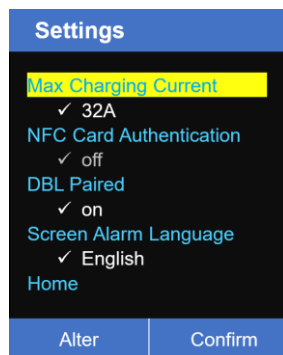 Settings
Max Charging Current
✓ 32A
NFC Card Authentication
✓ off
DBL Paired
✓ on
Screen Alarm Language
✓ English
Home
Alter Confirm